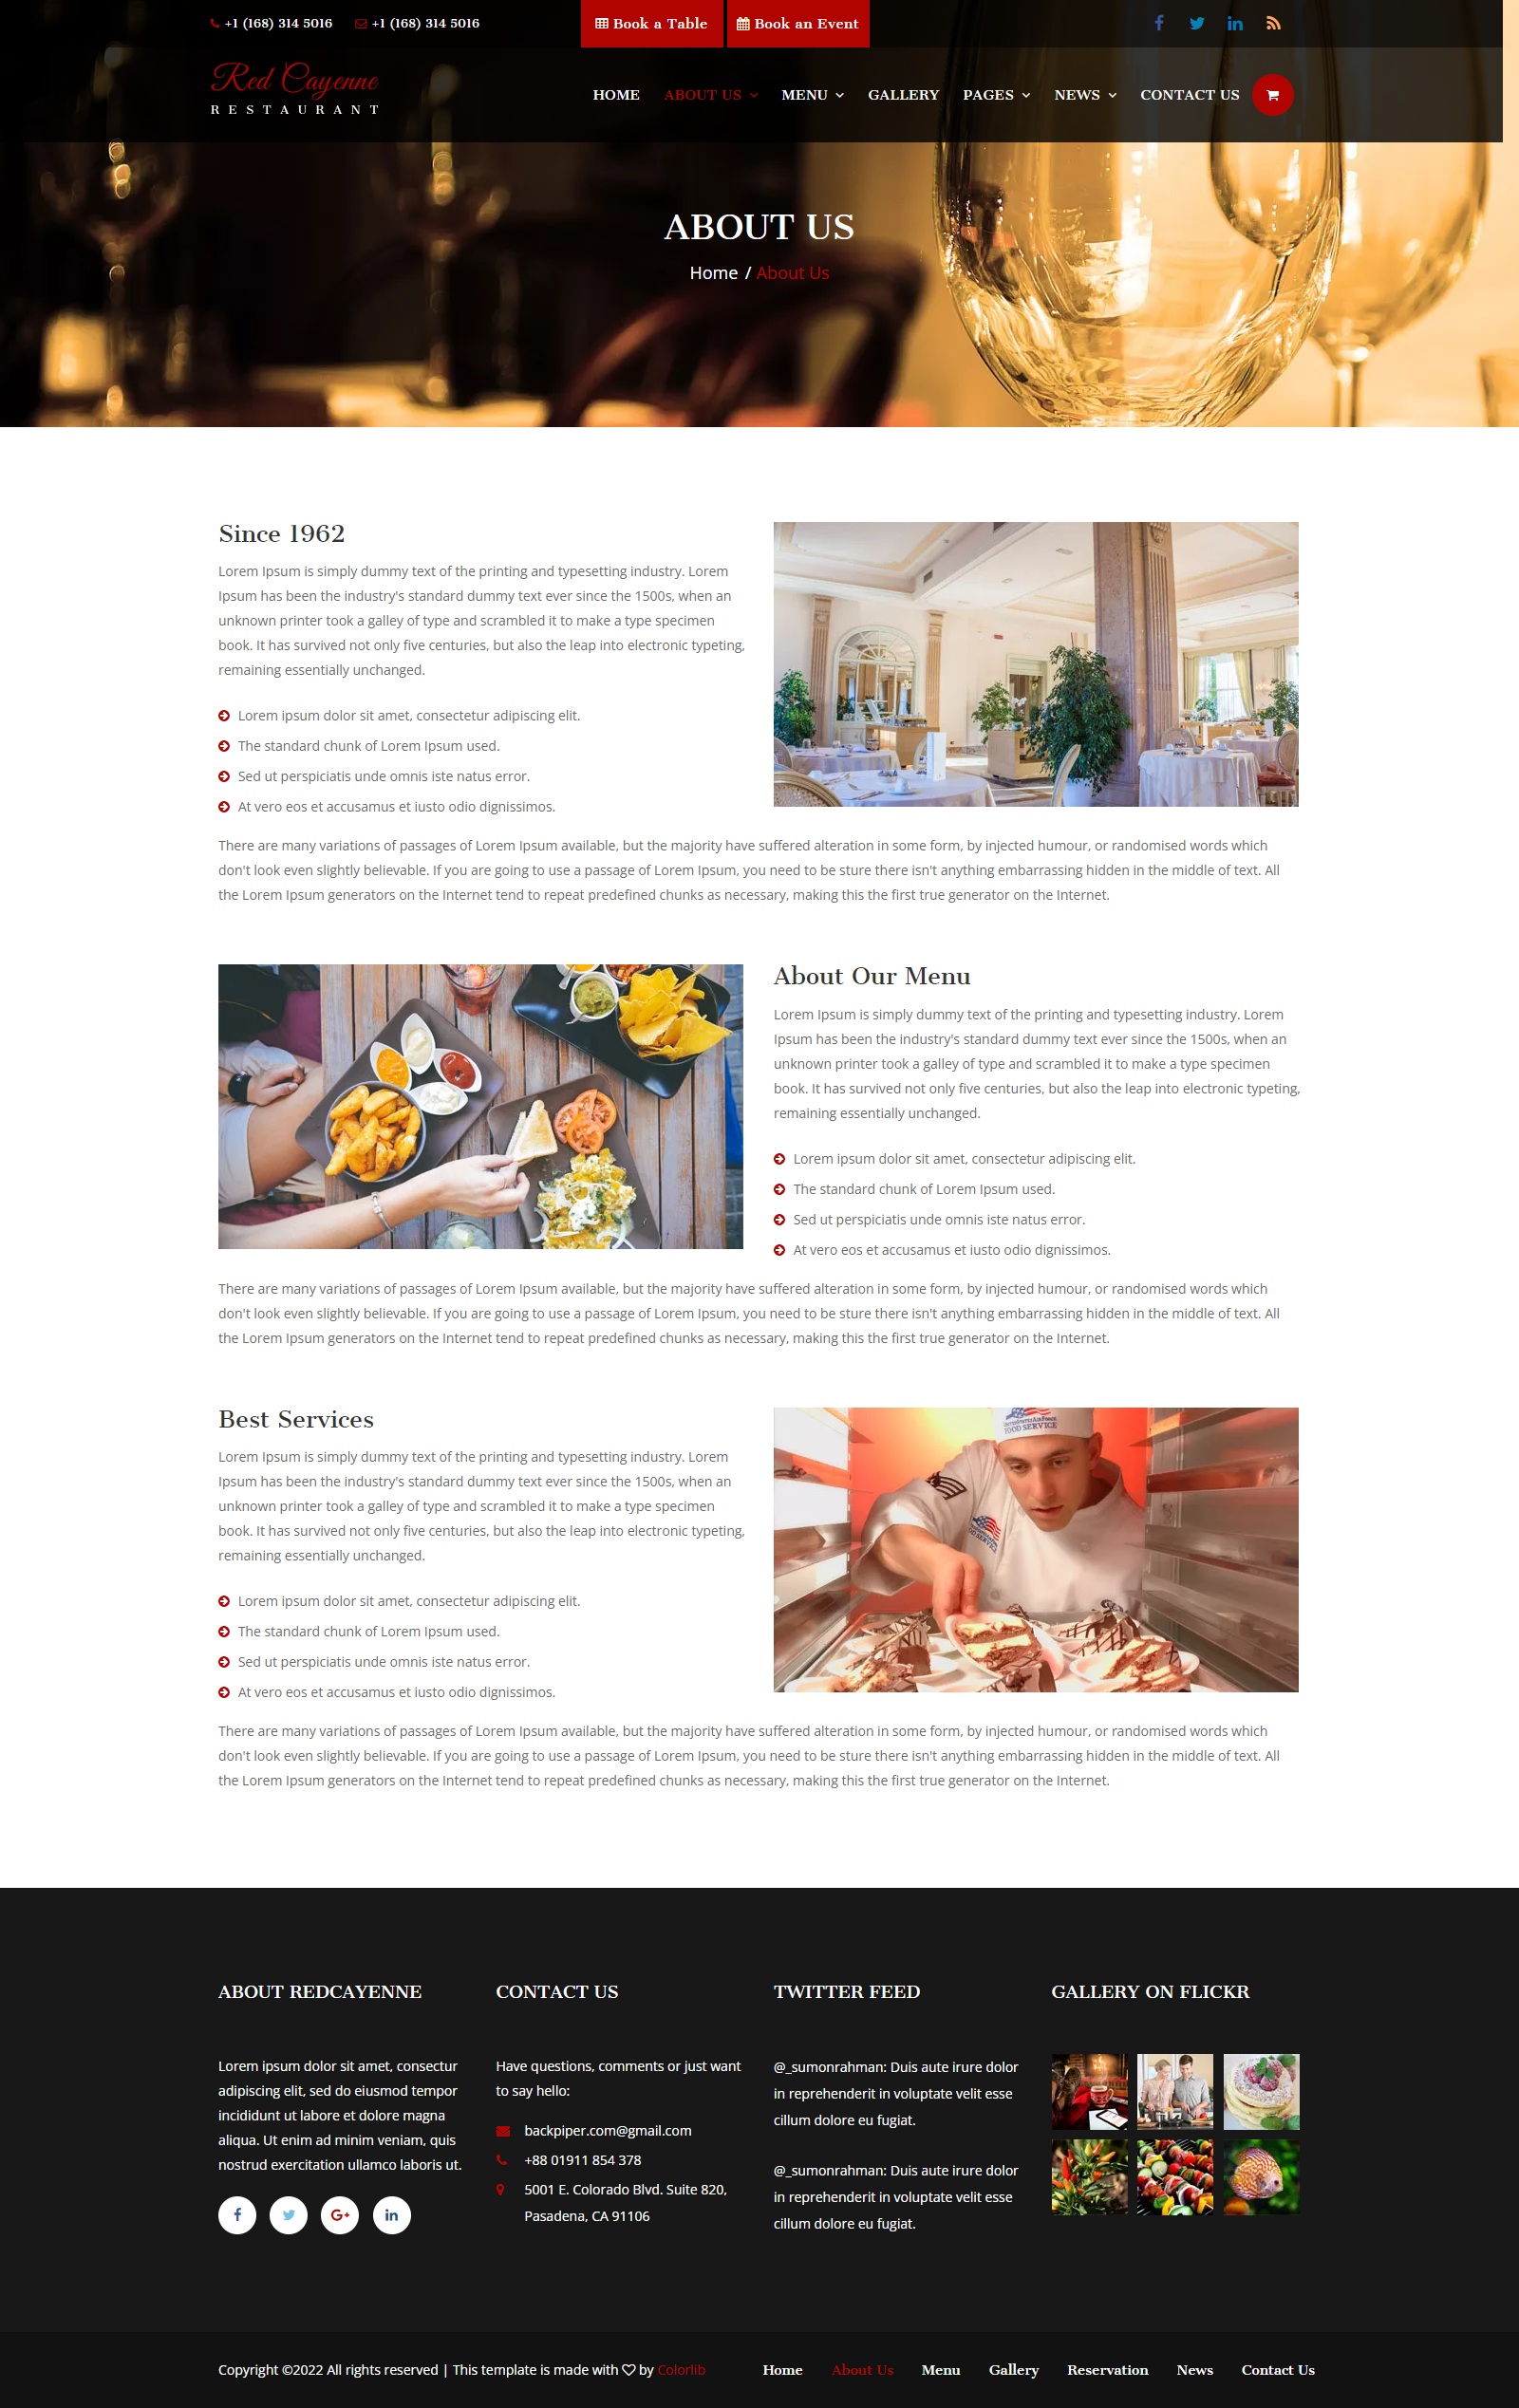 +1 (168) 314 5016 +1 (168) 314 5016 Book a Table Book an Event
Red Cayenne
RESTAURANT
HOME ABOUT US MENU GALLERY PAGES NEWS CONTACT US
ABOUT US
Home / About Us
Since 1962
Lorem Ipsum is simply dummy text of the printing and typesetting industry. Lorem
Ipsum has been the industry's standard dummy text ever since the 1500s, when an
unknown printer took a galley of type and scrambled it to make a type specimen
book. It has survived not only five centuries, but also the leap into electronic typeting,
remaining essentially unchanged.
Lorem ipsum dolor sit amet, consectetur adipiscing elit.
The standard chunk of Lorem Ipsum used.
Sed ut perspiciatis unde omnis iste natus error.
At vero eos et accusamus et iusto odio dignissimos.
There are many variations of passages of Lorem Ipsum available, but the majority have suffered alteration in some form, by injected humour, or randomised words which
don't look even slightly believable. If you are going to use a passage of Lorem Ipsum, you need to be sture there isn't anything embarrassing hidden in the middle of text. All
the Lorem Ipsum generators on the Internet tend to repeat predefined chunks as necessary, making this the first true generator on the Internet.
About Our Menu
Lorem Ipsum is simply dummy text of the printing and typesetting industry. Lorem
Ipsum has been the industry's standard dummy text ever since the 1500s, when an
unknown printer took a galley of type and scrambled it to make a type specimen
book. It has survived not only five centuries, but also the leap into electronic typeting,
remaining essentially unchanged.
Lorem ipsum dolor sit amet, consectetur adipiscing elit.
The standard chunk of Lorem Ipsum used.
Sed ut perspiciatis unde omnis iste natus error.
At vero eos et accusamus et iusto odio dignissimos.
There are many variations of passages of Lorem Ipsum available, but the majority have suffered alteration in some form, by injected humour, or randomised words which
don't look even slightly believable. If you are going to use a passage of Lorem Ipsum, you need to be sture there isn't anything embarrassing hidden in the middle of text. All
the Lorem Ipsum generators on the Internet tend to repeat predefined chunks as necessary, making this the first true generator on the Internet.
Best Services
Lorem Ipsum is simply dummy text of the printing and typesetting industry. Lorem
Ipsum has been the industry's standard dummy text ever since the 1500s, when an
unknown printer took a galley of type and scrambled it to make a type specimen
book. It has survived not only five centuries, but also the leap into electronic typeting,
remaining essentially unchanged.
Lorem ipsum dolor sit amet, consectetur adipiscing elit.
The standard chunk of Lorem Ipsum used.
Sed ut perspiciatis unde omnis iste natus error.
At vero eos et accusamus et iusto odio dignissimos.
FOOD SERVICE
There are many variations of passages of Lorem Ipsum available, but the majority have suffered alteration in some form, by injected humour, or randomised words which
don't look even slightly believable. If you are going to use a passage of Lorem Ipsum, you need to be sture there isn't anything embarrassing hidden in the middle of text. All
the Lorem Ipsum generators on the Internet tend to repeat predefined chunks as necessary, making this the first true generator on the Internet.
ABOUT REDCAYENNE
Lorem ipsum dolor sit amet, consectur
adipiscing elit, sed do eiusmod tempor
incididunt ut labore et dolore magna
aliqua. Ut enim ad minim veniam, quis
nostrud exercitation ullamco laboris ut.
CONTACT US
Have questions, comments or just want
to say hello:
backpiper.com@gmail.com
+88 01911 854 378
5001 E. Colorado Blvd. Suite 820,
Pasadena, CA 91106
TWITTER FEED
@_sumonrahman: Duis aute irure dolor
in reprehenderit in voluptate velit esse
cillum dolore eu fugiat.
@_sumonrahman: Duis aute irure dolor
in reprehenderit in voluptate velit esse
cillum dolore eu fugiat.
GALLERY ON FLICKR
Copyright ©2022 All rights reserved | This template is made with ♡ by Colorlib
Home About Us Menu Gallery Reservation News Contact Us